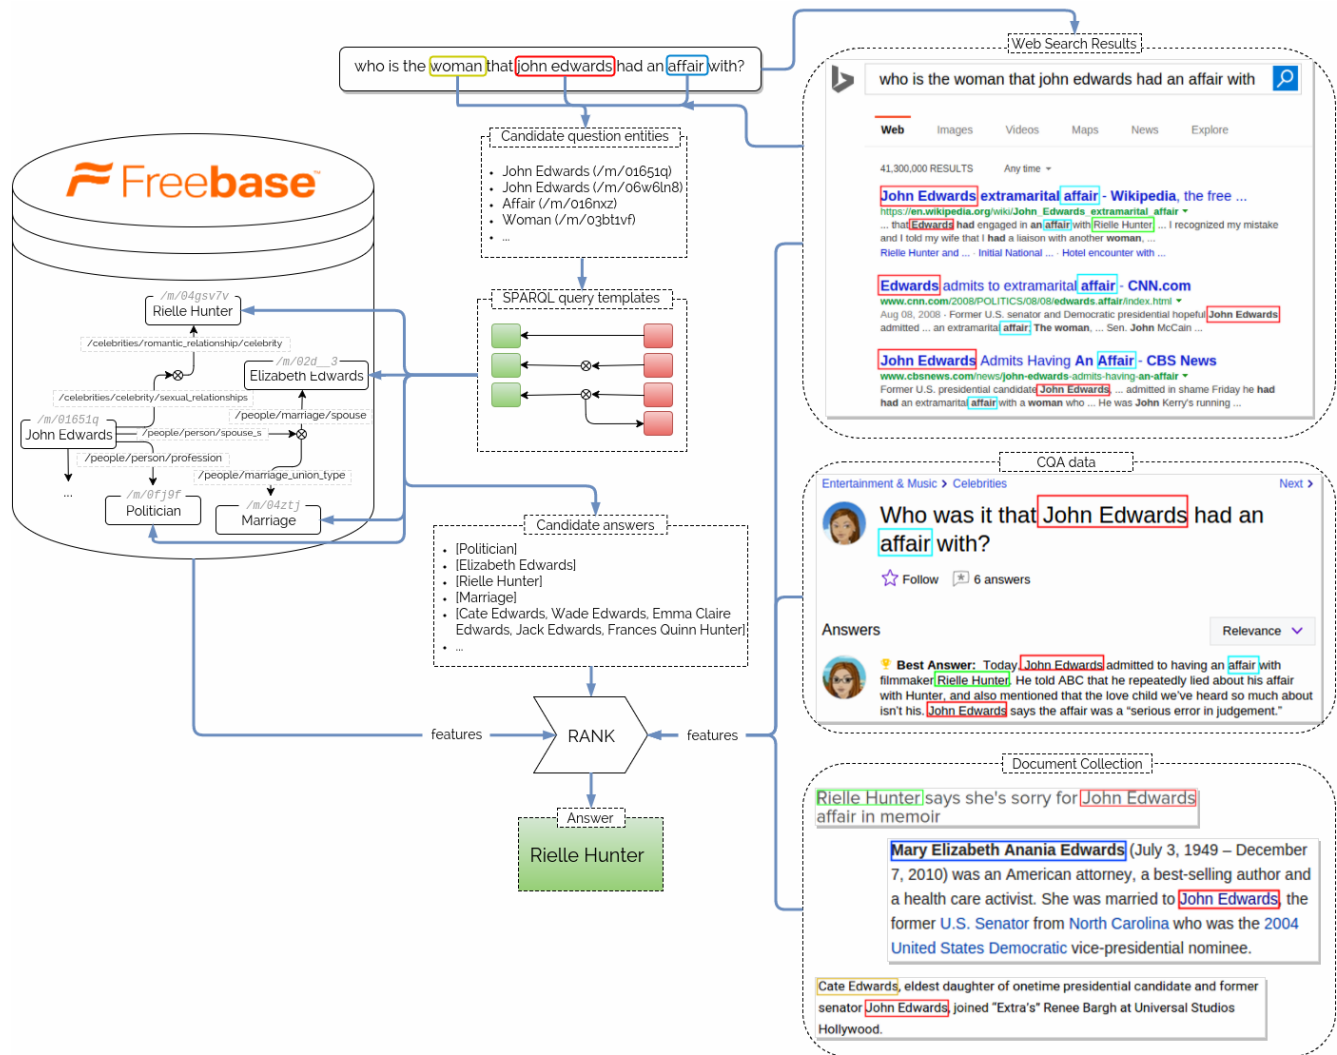 who is the woman that john edwards had an affair with?
Candidate question entities
• John Edwards (/m/01651q)
• John Edwards (/m/06w6ln8)
• Affair (/m/016nxz)
• Woman (/m/03bt1vf)
• ...
SPARQL query templates
Freebase™
/m/04gsv7v
Rielle Hunter
/celebrities/romantic_relationship/celebrity
/m/02d__3
Elizabeth Edwards
/celebrities/celebrity/sexual_relationships
/people/marriage/spouse
/m/01651q
John Edwards
/people/person/spouse_s
/people/person/profession
/people/marriage_union_type
...
/m/0fj9f
Politician
/m/04ztj
Marriage
Candidate answers
• [Politician]
• [Elizabeth Edwards]
• [Rielle Hunter]
• [Marriage]
• [Cate Edwards, Wade Edwards, Emma Claire
Edwards, Jack Edwards, Frances Quinn Hunter]
• ...
features
RANK
features
Answer
Rielle Hunter
Web Search Results
who is the woman that john edwards had an affair with
Web Images Videos Maps News Explore
41,300,000 RESULTS Any time
John Edwards extramarital affair - Wikipedia, the free ...
https://en.wikipedia.org/wiki/John_Edwards_extramarital_affair
... that Edwards had engaged in an affair with Rielle Hunter ... I recognized my mistake
and I told my wife that I had a liaison with another woman, ...
Rielle Hunter and ... · Initial National ... · Hotel encounter with ...
Edwards admits to extramarital affair - CNN.com
www.cnn.com/2008/POLITICS/08/08/edwards.affair/index.html
Aug 08, 2008 · Former U.S. senator and Democratic presidential hopeful John Edwards
admitted ... an extramarital affair. The woman, ... Sen. John McCain ...
John Edwards Admits Having An Affair - CBS News
www.cbsnews.com/news/john-edwards-admits-having-an-affair
Former U.S. presidential candidate John Edwards, ... admitted in shame Friday he had
had an extramarital affair with a woman who ... He was John Kerry's running ...
CQA data
Entertainment & Music > Celebrities Next >
Who was it that John Edwards had an
affair with?
Follow 6 answers
Answers
Relevance
Best Answer: Today, John Edwards admitted to having an affair with
filmmaker Rielle Hunter. He told ABC that he repeatedly lied about his affair
with Hunter, and also mentioned that the love child we've heard so much about
isn't his. John Edwards says the affair was a “serious error in judgement.”
Document Collection
Rielle Hunter says she's sorry for John Edwards
affair in memoir
Mary Elizabeth Anania Edwards (July 3, 1949 – December
7, 2010) was an American attorney, a best-selling author and
a health care activist. She was married to John Edwards, the
former U.S. Senator from North Carolina who was the 2004
United States Democratic vice-presidential nominee.
Cate Edwards, eldest daughter of onetime presidential candidate and former
senator John Edwards, joined "Extra's" Renee Bargh at Universal Studios
Hollywood.